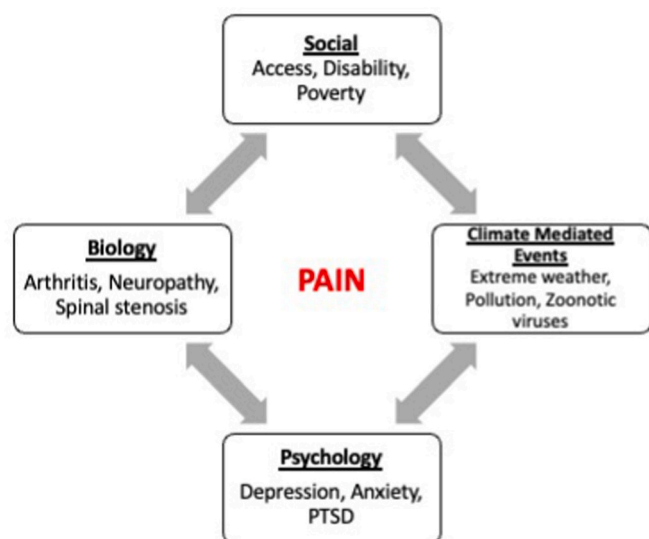 Social
Access, Disability,
Poverty
Biology
Arthritis, Neuropathy,
Spinal stenosis
PAIN
Climate Mediated
Events
Extreme weather,
Pollution, Zoonotic
viruses
Psychology
Depression, Anxiety,
PTSD